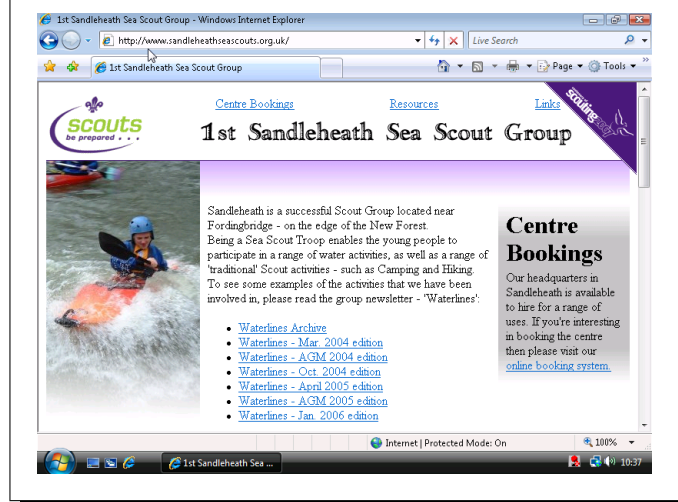 1st Sandleheath Sea Scout Group - Windows Internet Explorer
http://www.sandleheathseascouts.org.uk/
Live Search
1st Sandleheath Sea Scout Group
Page
Tools
scouts
be prepared . . .
Centre Bookings
Resources
Links
scouting
1st Sandleheath Sea Scout Group
Sandleheath is a successful Scout Group located near
Fordingbridge - on the edge of the New Forest.
Being a Sea Scout Troop enables the young people to
participate in a range of water activities, as well as a range of
'traditional' Scout activities - such as Camping and Hiking.
To see some examples of the activities that we have been
involved in, please read the group newsletter - 'Waterlines':
Waterlines Archive
Waterlines - Mar. 2004 edition
Waterlines - AGM 2004 edition
Waterlines - Oct. 2004 edition
Waterlines - April 2005 edition
Waterlines - AGM 2005 edition
Waterlines - Jan. 2006 edition
Centre
Bookings
Our headquarters in
Sandleheath is available
to hire for a range of
uses. If you're interesting
in booking the centre
then please visit our
online booking system.
Internet | Protected Mode: On
100%
1st Sandleheath Sea ...
10:37